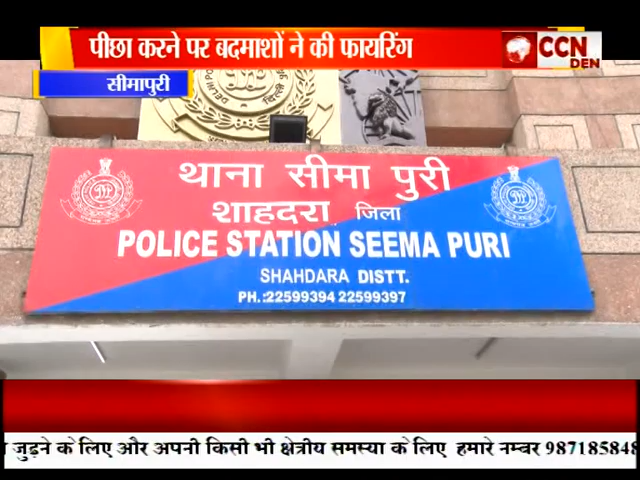 पीछा करने पर बदमाशों ने की फायरिंग
CCN
DEN
सीमापुरी
थाना सीमा पुरी
शाहदरा जिला
POLICE STATION SEEMA PURI
SHAHDARA DISTT.
PH.:22599394 22599397
जुड़ने के लिए और अपनी किसी भी क्षेत्रीय समस्या के लिए हमारे नम्बर 987185848